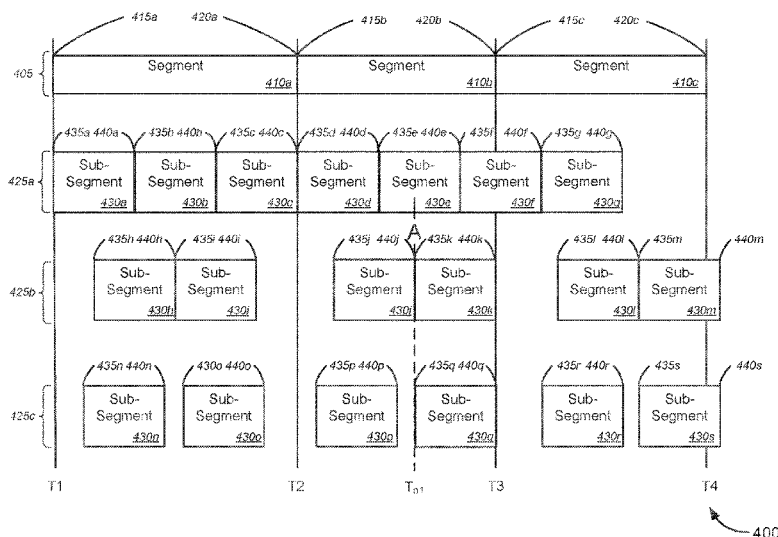 415a 420a 415b 420b 415c 420c
Segment Segment Segment
405
410a 410b 410c
435a 440a 435b 440b 435c 440c 435d 440d 435e 440e 435f 440f 435g 440g
425a
Sub- Sub- Sub- Sub- Sub- Sub- Sub-
Segment Segment Segment Segment Segment Segment Segment
430a 430b 430c 430d 430e 430f 430g
A
435h 440h 435i 440i 435j 440j 435k 440k 435l 440l 435m 440m
425b
Sub- Sub- Sub- Sub- Sub- Sub-
Segment Segment Segment Segment Segment Segment
430h 430i 430j 430k 430l 430m
435n 440n 430o 440o 435p 440p 435q 440q 435r 440r 435s 440s
425c
Sub- Sub- Sub- Sub- Sub- Sub-
Segment Segment Segment Segment Segment Segment
430n 430o 430p 430q 430r 430s
T1 T2 T01 T3 T4
400